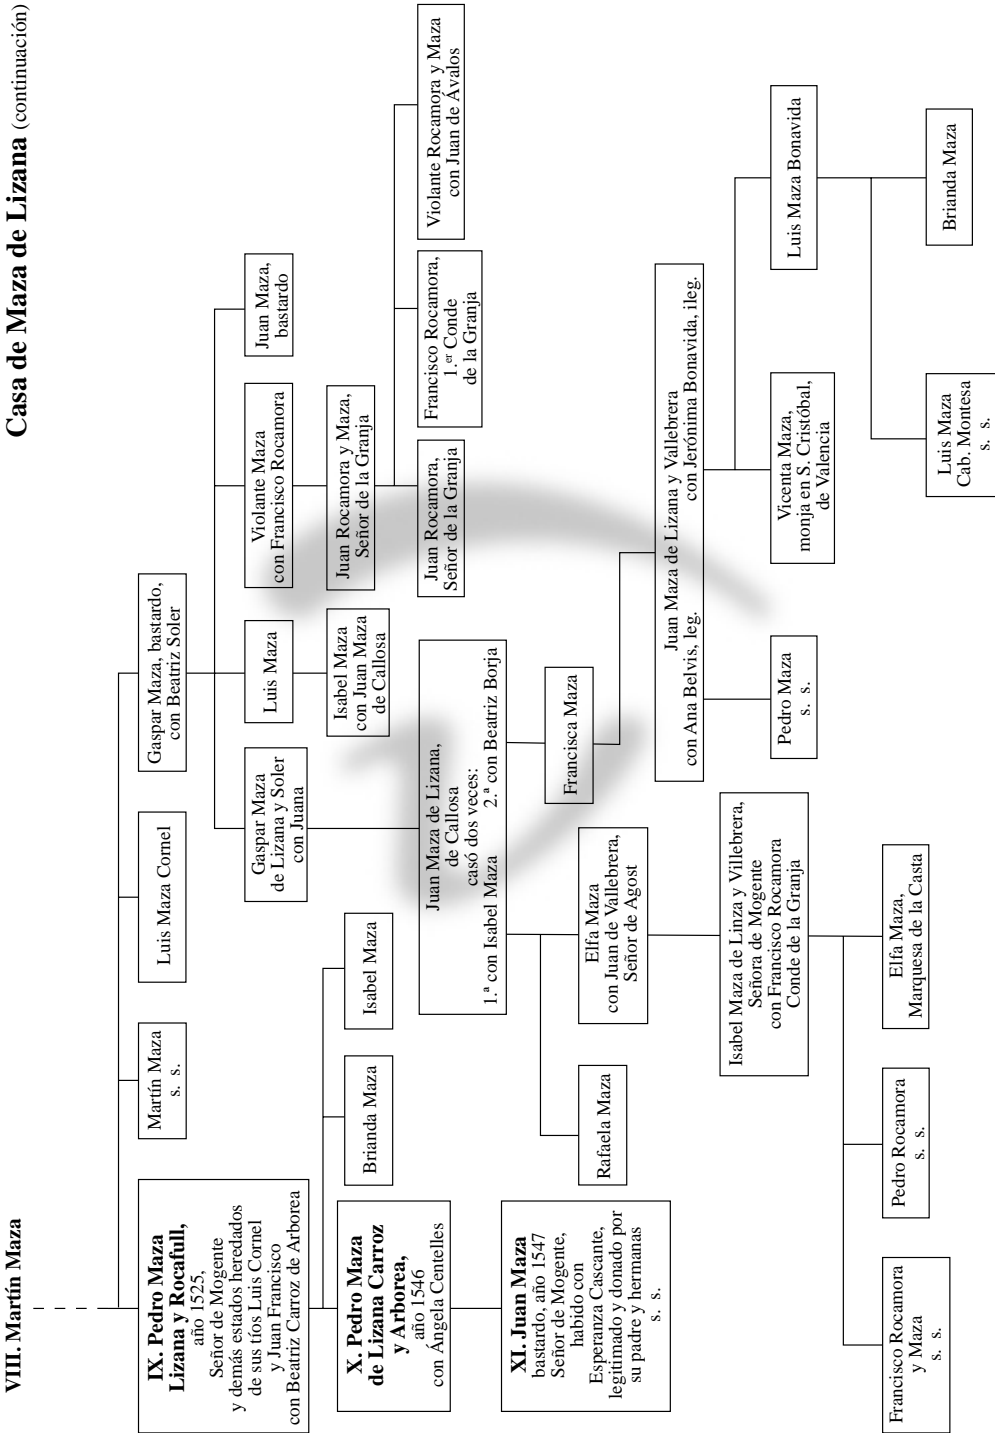 Casa de Maza de Lizana (continuación)
VIII. Martín Maza
IX. Pedro Maza
Lizana y Rocafull,
año 1525,
Señor de Mogente
y demás estados heredados
de sus tíos Luis Cornel
y Juan Francisco
con Beatriz Carroz de Arborea
Martín Maza
s. s.
Luis Maza Cornel
Gaspar Maza, bastardo,
con Beatriz Soler
Gaspar Maza
de Lizana y Soler
con Juana
Luis Maza
Violante Maza
con Francisco Rocamora
Juan Maza,
bastardo
X. Pedro Maza
de Lizana Carroz
y Arborea,
año 1546
con Ángela Centelles
Brianda Maza
Isabel Maza
Isabel Maza
con Juan Maza
de Callosa
Juan Rocamora y Maza,
Señor de la Granja
Juan Maza de Lizana,
de Callosa
casó dos veces:
1.ª con Isabel Maza 2.ª con Beatriz Borja
Juan Rocamora,
Señor de la Granja
Francisco Rocamora,
1.er Conde
de la Granja
Violante Rocamora y Maza
con Juan de Ávalos
XI. Juan Maza
bastardo, año 1547
Señor de Mogente,
habido con
Esperanza Cascante,
legitimado y donado por
su padre y hermanas
s. s.
Rafaela Maza
Elfa Maza
con Juan de Vallebrera,
Señor de Agost
Francisca Maza
Juan Maza de Lizana y Vallebrera
con Ana Belvis, leg. con Jerónima Bonavida, ileg.
Isabel Maza de Linza y Villebrera,
Señora de Mogente
con Francisco Rocamora
Conde de la Granja
Pedro Maza
s. s.
Vicenta Maza,
monja en S. Cristóbal,
de Valencia
Luis Maza Bonavida
Francisco Rocamora
y Maza
s. s.
Pedro Rocamora
s. s.
Elfa Maza,
Marquesa de la Casta
Luis Maza
Cab. Montesa
s. s.
Brianda Maza